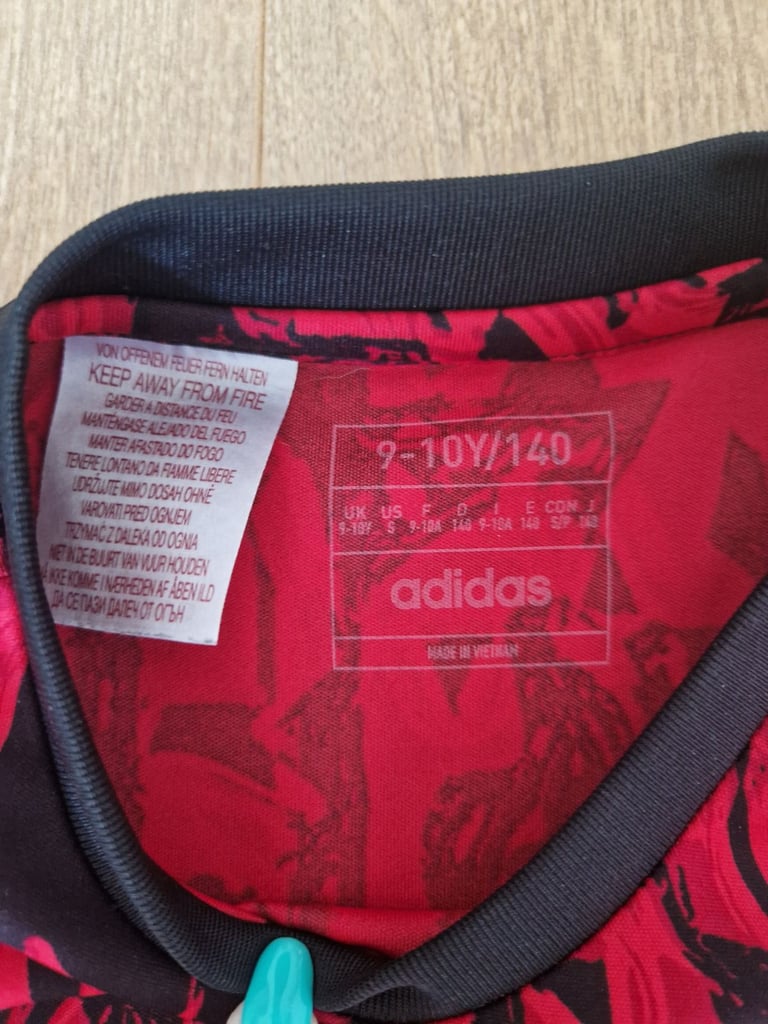 VON OFFENEM FEUER FERN HALTEN
KEEP AWAY FROM FIRE
GARDER A DISTANCE DU FEU
MANTÉNGASE ALEJADO DEL FUEGO
MANTER AFASTADO DO FOGO
TENERE LONTANO DA FIAMME LIBERE
UDRŽUJTE MIMO DOSAH OHNĚ
VAROVATI PRED OGNJEM
TRZYMAĆ Z DALEKA OD OGNIA
NIET IN DE BUURT VAN VUUR HOUDEN
IKKE KOMME I NÆRHEDEN AF ÅBEN ILD
ДА СЕ ПАЗИ ДАЛЕЧ ОТ ОГЪН
9-10Y/140
UK US F D I E CDN J
9-10Y S 9-10A 140 9-10A 140 S/P 140
adidas
MADE IN VIETNAM